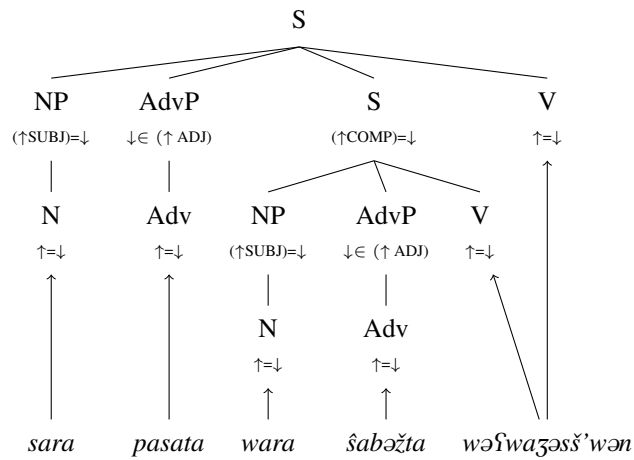 S
NP AdvP S V
(↑SUBJ)=↓ ↓∈ (↑ ADJ) (↑COMP)=↓ ↑=↓
N Adv NP AdvP V
↑=↓ ↑=↓ (↑SUBJ)=↓ ↓∈ (↑ ADJ) ↑=↓
N Adv
↑=↓ ↑=↓
sara pasata wara ŝabəžta wəʕwaʒəsš’wən